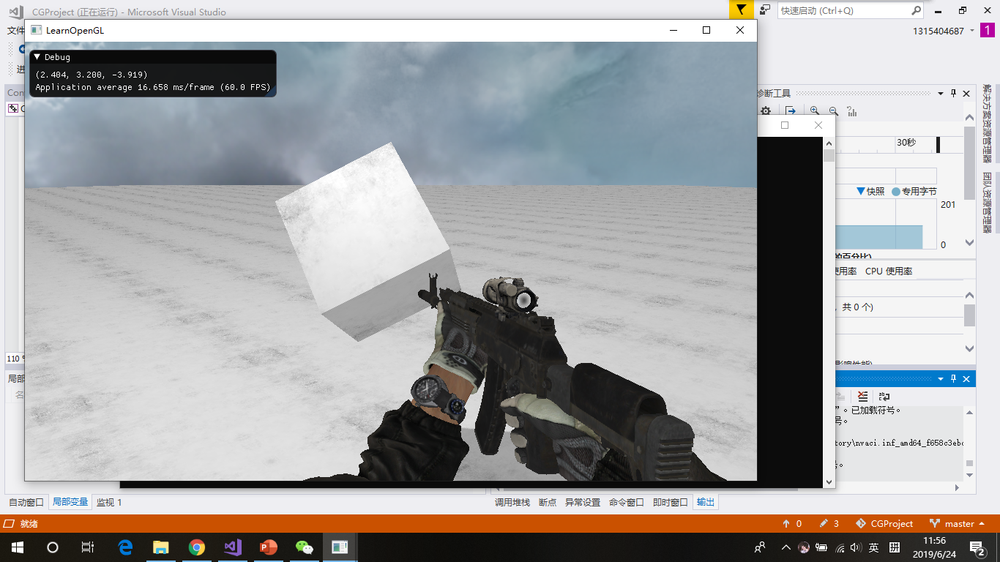 CGProject (正在运行) - Microsoft Visual Studio
快速启动 (Ctrl+Q)
文件
1315404687
1
LearnOpenGL
Debug
(2.404, 3.200, -3.919)
Application average 16.658 ms/frame (60.0 FPS)
诊断工具
30秒
快照
专用字节
201
0
使用率
CPU 使用率
共 0 个)
解决方案资源管理器
团队资源管理器
110 %
局部
名
已加载符号。
号。
tory\nvaci.inf_amd64_f658c3ebc
号。
自动窗口
局部变量
监视 1
调用堆栈
断点
异常设置
命令窗口
即时窗口
输出
就绪
0
3
CGProject
master
英
拼
11:56
2019/6/24
2